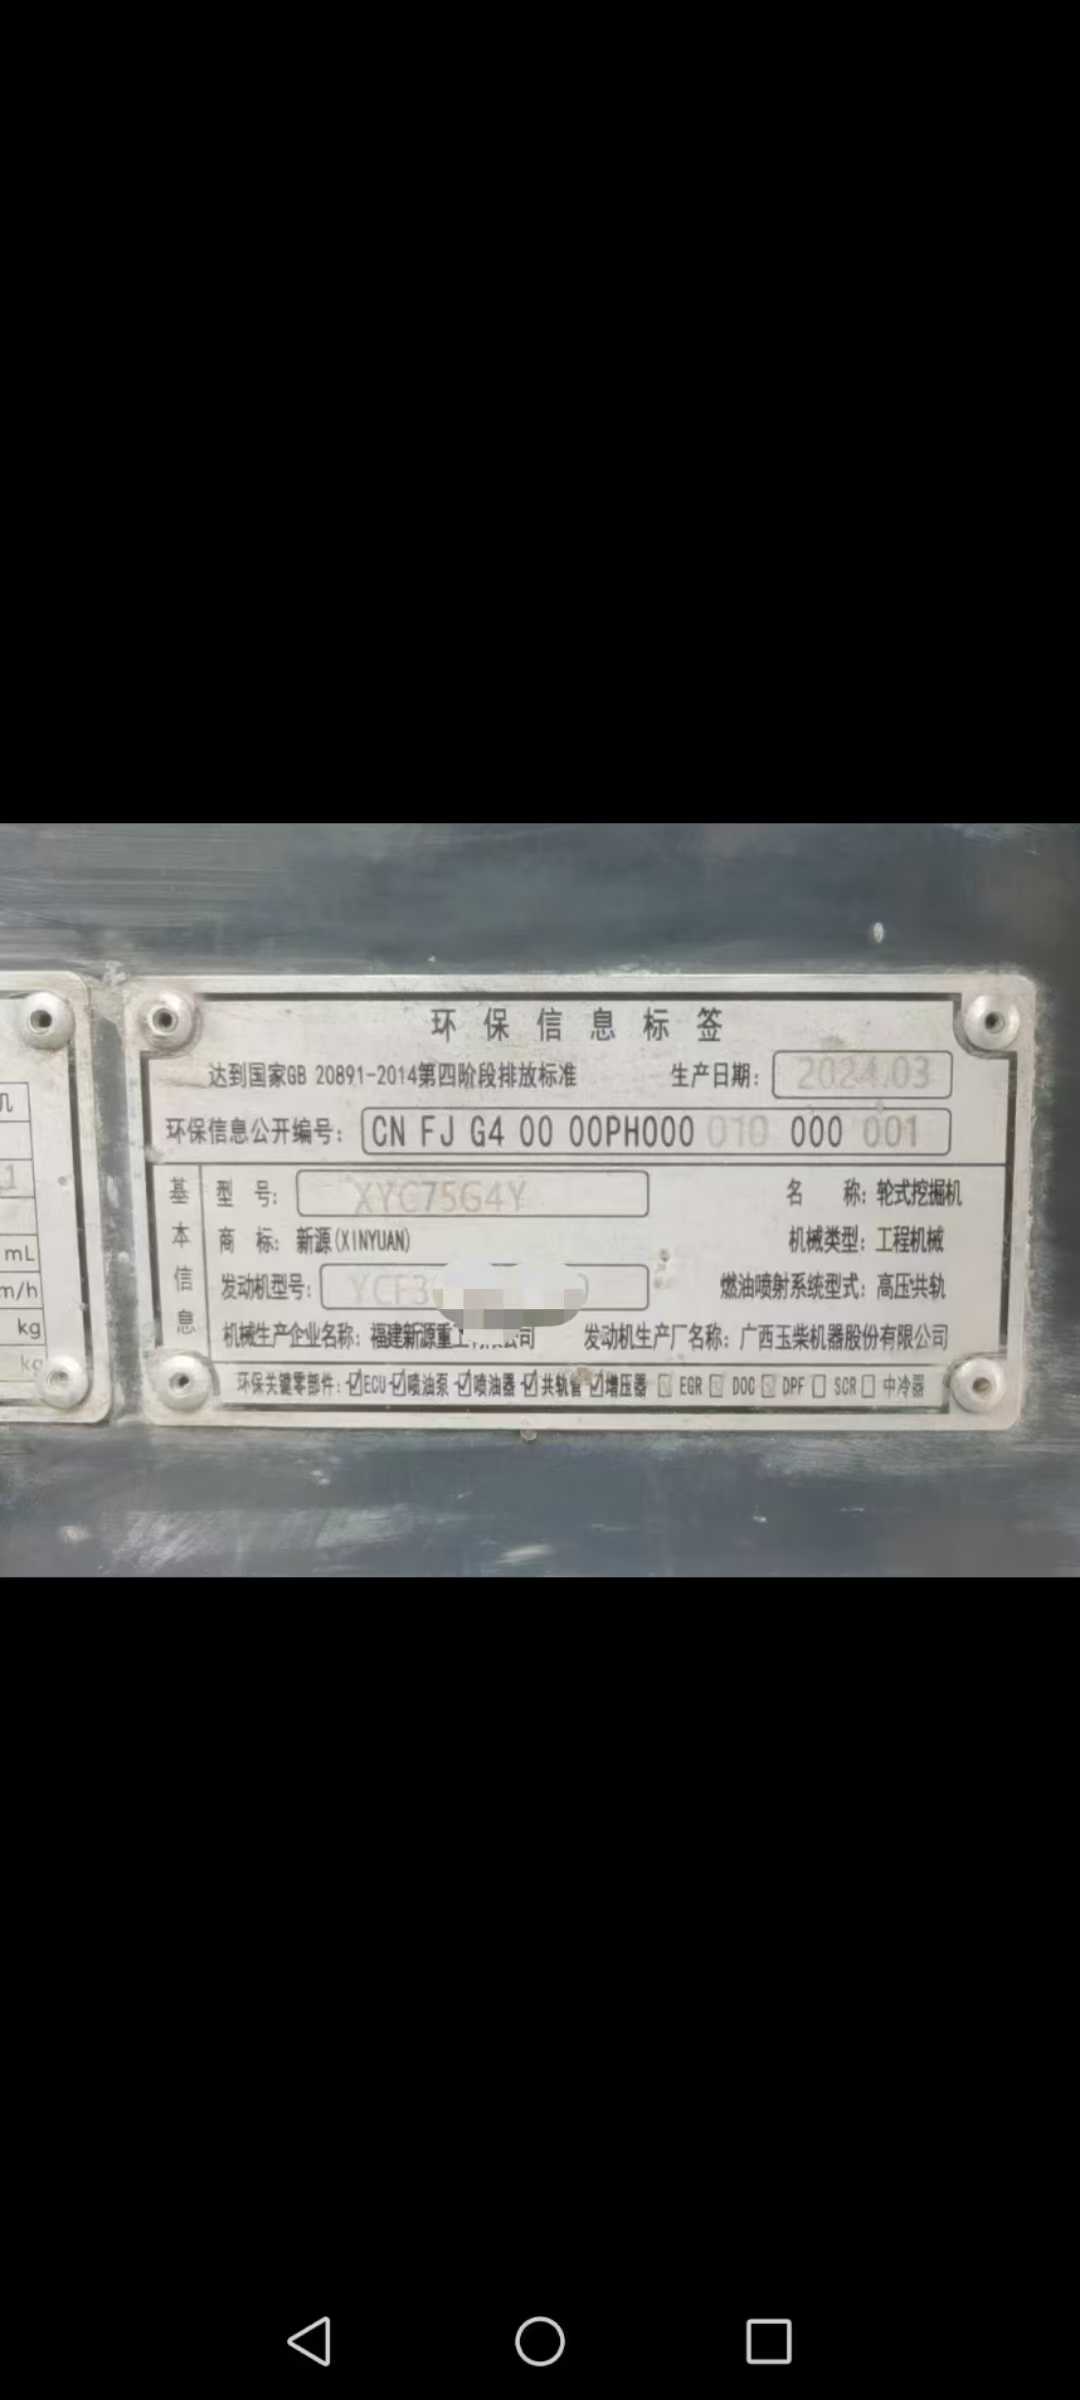 机
1
mL
m/h
kg
kg
环保信息标签
达到国家GB 20891-2014第四阶段排放标准 生产日期: 2024.03
环保信息公开编号: CN FJ G4 00 00PH000 010 000 001
基本信息
型 号: XYC75G4Y 名 称: 轮式挖掘机
商 标: 新源(XINYUAN) 机械类型: 工程机械
发动机型号: 燃油喷射系统型式: 高压共轨
机械生产企业名称: 福建新源重工有限公司 发动机生产厂名称: 广西玉柴机器股份有限公司
环保关键零部件: ☑ECU ☑喷油泵 ☑喷油器 ☑共轨管 ☑增压器 ☑ EGR ☑ DOC ☑ DPF ☐ SCR ☐ 中冷器